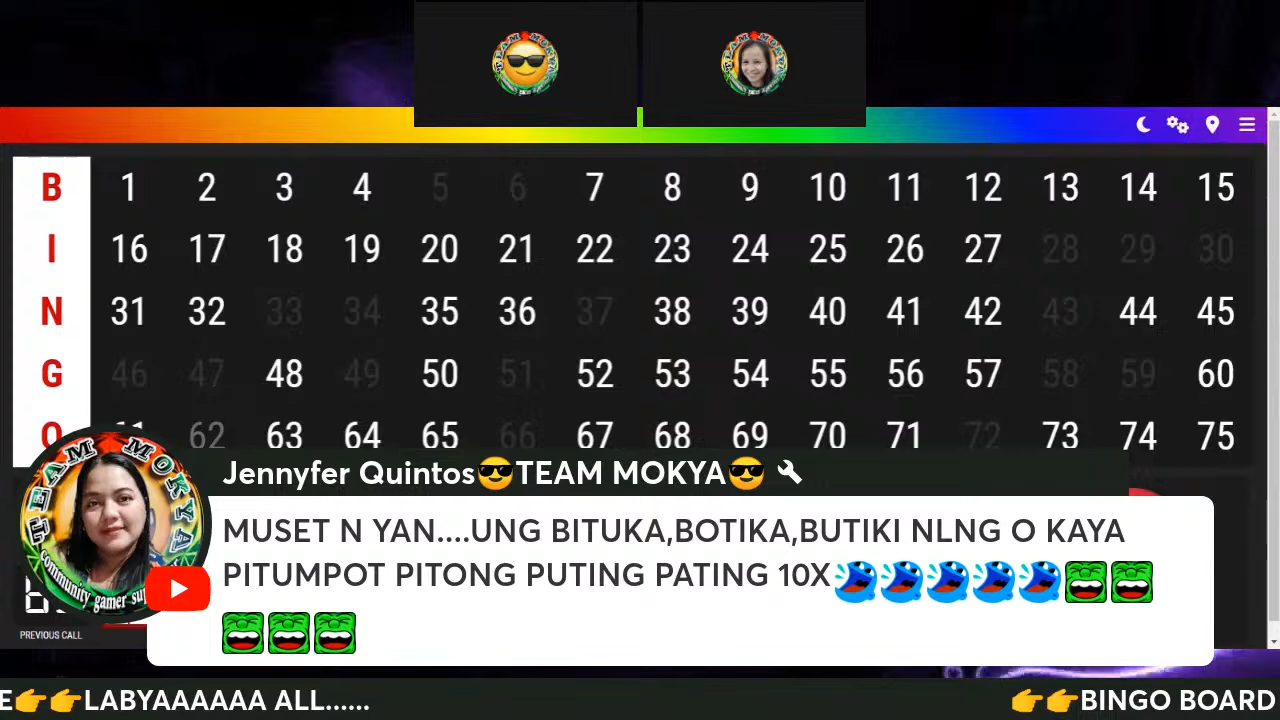 B 1 2 3 4 5 6 7 8 9 10 11 12 13 14 15
I 16 17 18 19 20 21 22 23 24 25 26 27 28 29 30
N 31 32 33 34 35 36 37 38 39 40 41 42 43 44 45
G 46 47 48 49 50 51 52 53 54 55 56 57 58 59 60
O 62 63 64 65 66 67 68 69 70 71 72 73 74 75
TEAM MOKYA
Jennyfer Quintos😎TEAM MOKYA😎
MUSET N YAN....UNG BITUKA,BOTIKA,BUTIKI NLNG O KAYA
PITUMPOT PITONG PUTING PATING 10X
community gamer
PREVIOUS CALL
E👉👉LABYAAAAAA ALL...... 👉👉BINGO BOARD